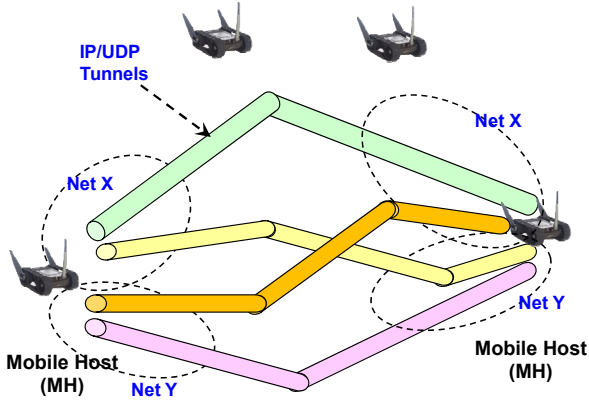 IP/UDP
Tunnels
Net X
Net X
Net Y
Mobile Host
(MH)
Net Y
Mobile Host
(MH)